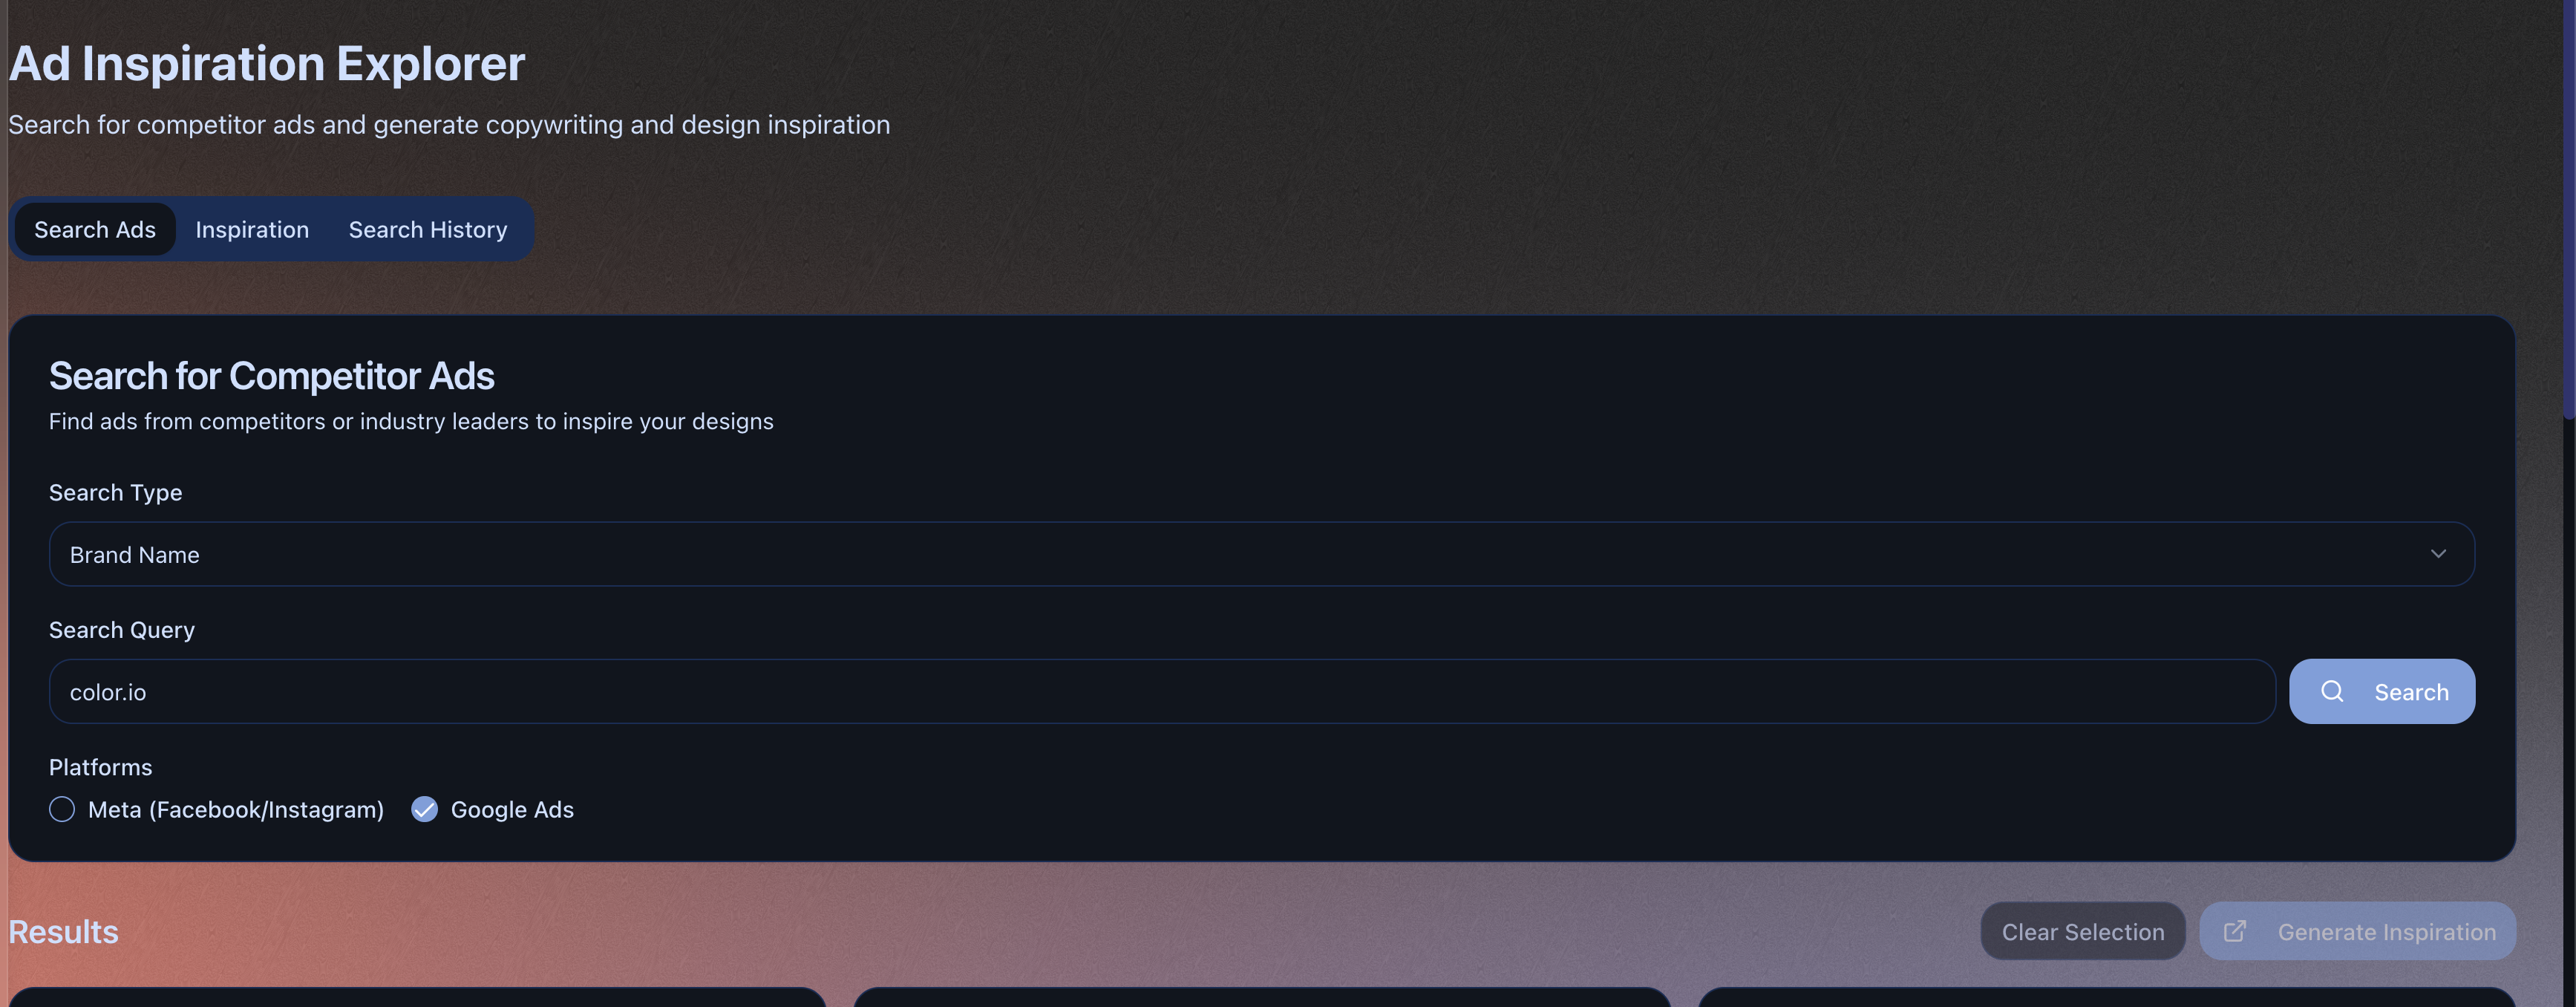 Ad Inspiration Explorer
Search for competitor ads and generate copywriting and design inspiration
Search Ads Inspiration Search History
Search for Competitor Ads
Find ads from competitors or industry leaders to inspire your designs
Search Type
Brand Name
Search Query
color.io Search
Platforms
Meta (Facebook/Instagram) Google Ads
Results Clear Selection Generate Inspiration